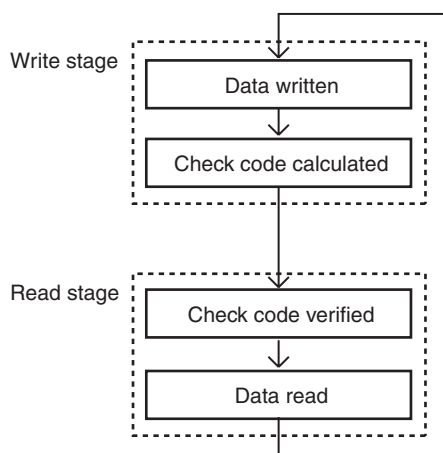 Write stage
Data written
Check code calculated
Read stage
Check code verified
Data read